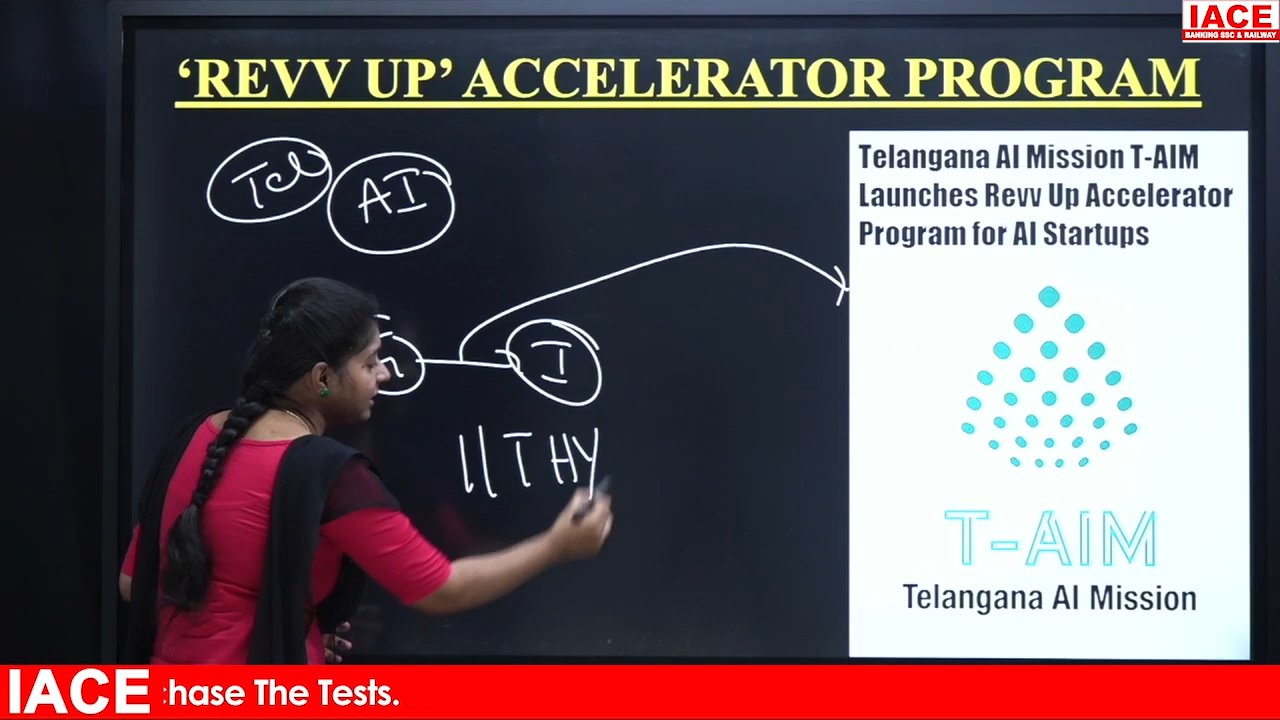 IACE
BANKING SSC & RAILWAY
‘REVV UP’ ACCELERATOR PROGRAM
Tel AI
I
IIT HY
Telangana AI Mission T-AIM
Launches Revv Up Accelerator
Program for AI Startups
T-AIM
Telangana AI Mission
IACE
hase The Tests.